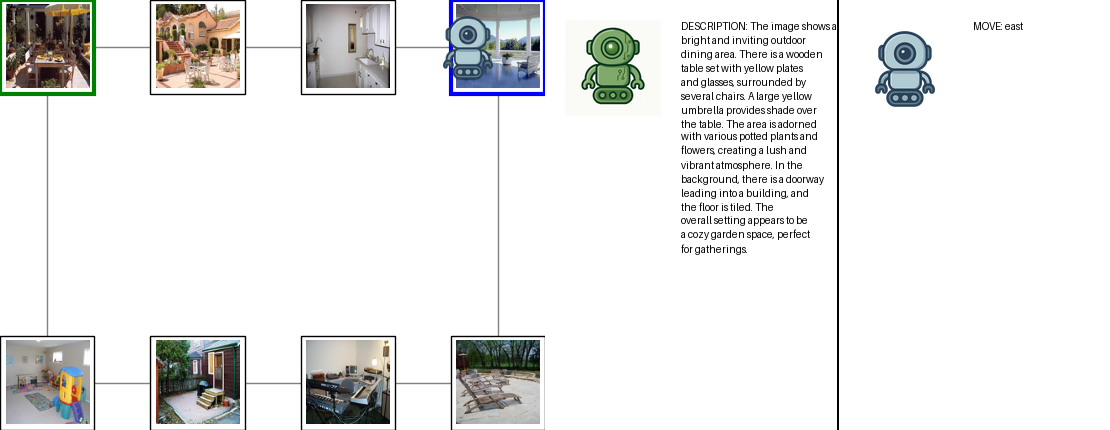 DESCRIPTION: The image shows a
bright and inviting outdoor
dining area. There is a wooden
table set with yellow plates
and glasses, surrounded by
several chairs. A large yellow
umbrella provides shade over
the table. The area is adorned
with various potted plants and
flowers, creating a lush and
vibrant atmosphere. In the
background, there is a doorway
leading into a building, and
the floor is tiled. The
overall setting appears to be
a cozy garden space, perfect
for gatherings.
MOVE: east